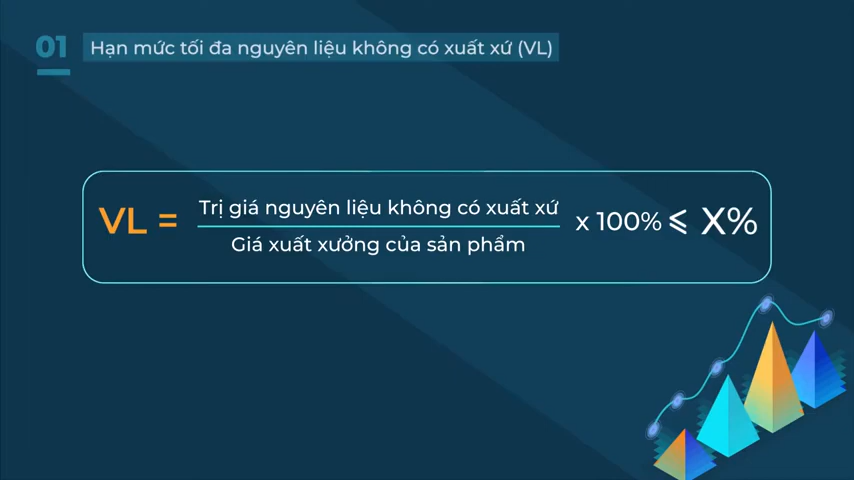 01 Hạn mức tối đa nguyên liệu không có xuất xứ (VL)
VL = Trị giá nguyên liệu không có xuất xứ x 100% ⩽ X%
Giá xuất xưởng của sản phẩm